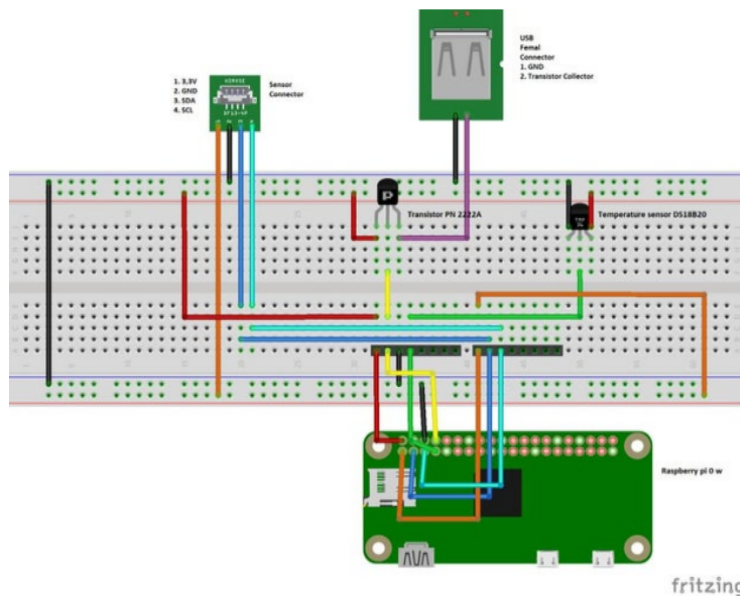 USB
Femal
Connector
1. GND
2. Transistor Collector
1. 3,3V
2. GND
3. SDA
4. SCL
Sensor
Connector
Transistor PN 2222A
Temperature sensor DS18B20
Raspberry pi 0 w
fritzing